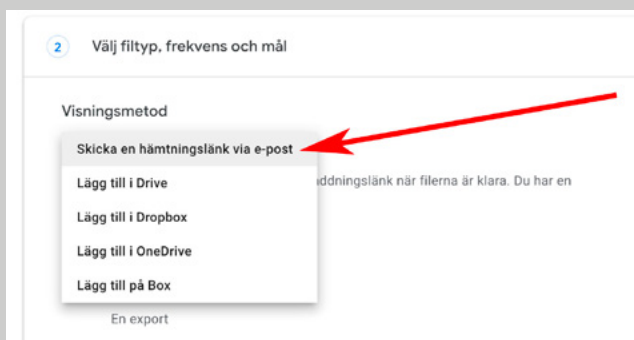 2 Välj filtyp, frekvens och mål
Visningsmetod
Skicka en hämtningslänk via e-post
Lägg till i Drive
ddningslänk när filerna är klara. Du har en
Lägg till i Dropbox
Lägg till i OneDrive
Lägg till på Box
En export